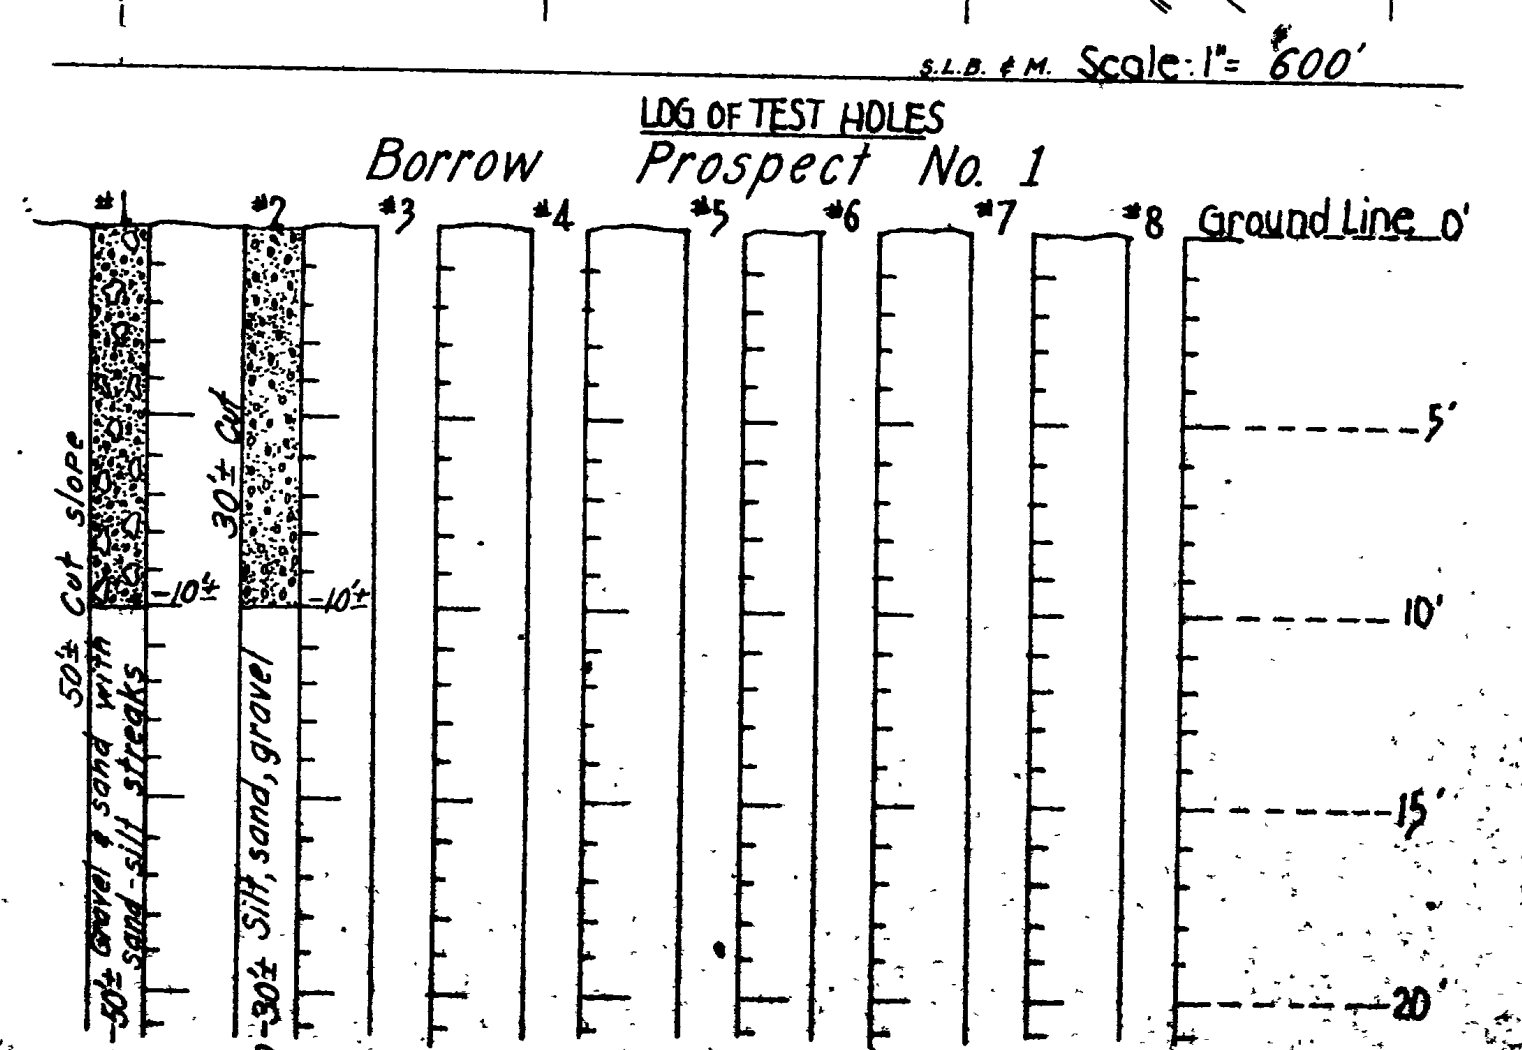 S.L.B. & M. Scale: 1"= 600'
LOG OF TEST HOLES
Borrow Prospect No. 1
#1 #2 #3 #4 #5 #6 #7 #8 Ground Line 0'
5'
10'
15'
20'
50'± Cut slope
-10'±
-50'± Gravel & sand with
sand-silt streaks
30'± Cut
-10'±
-30'± Silt, sand, gravel